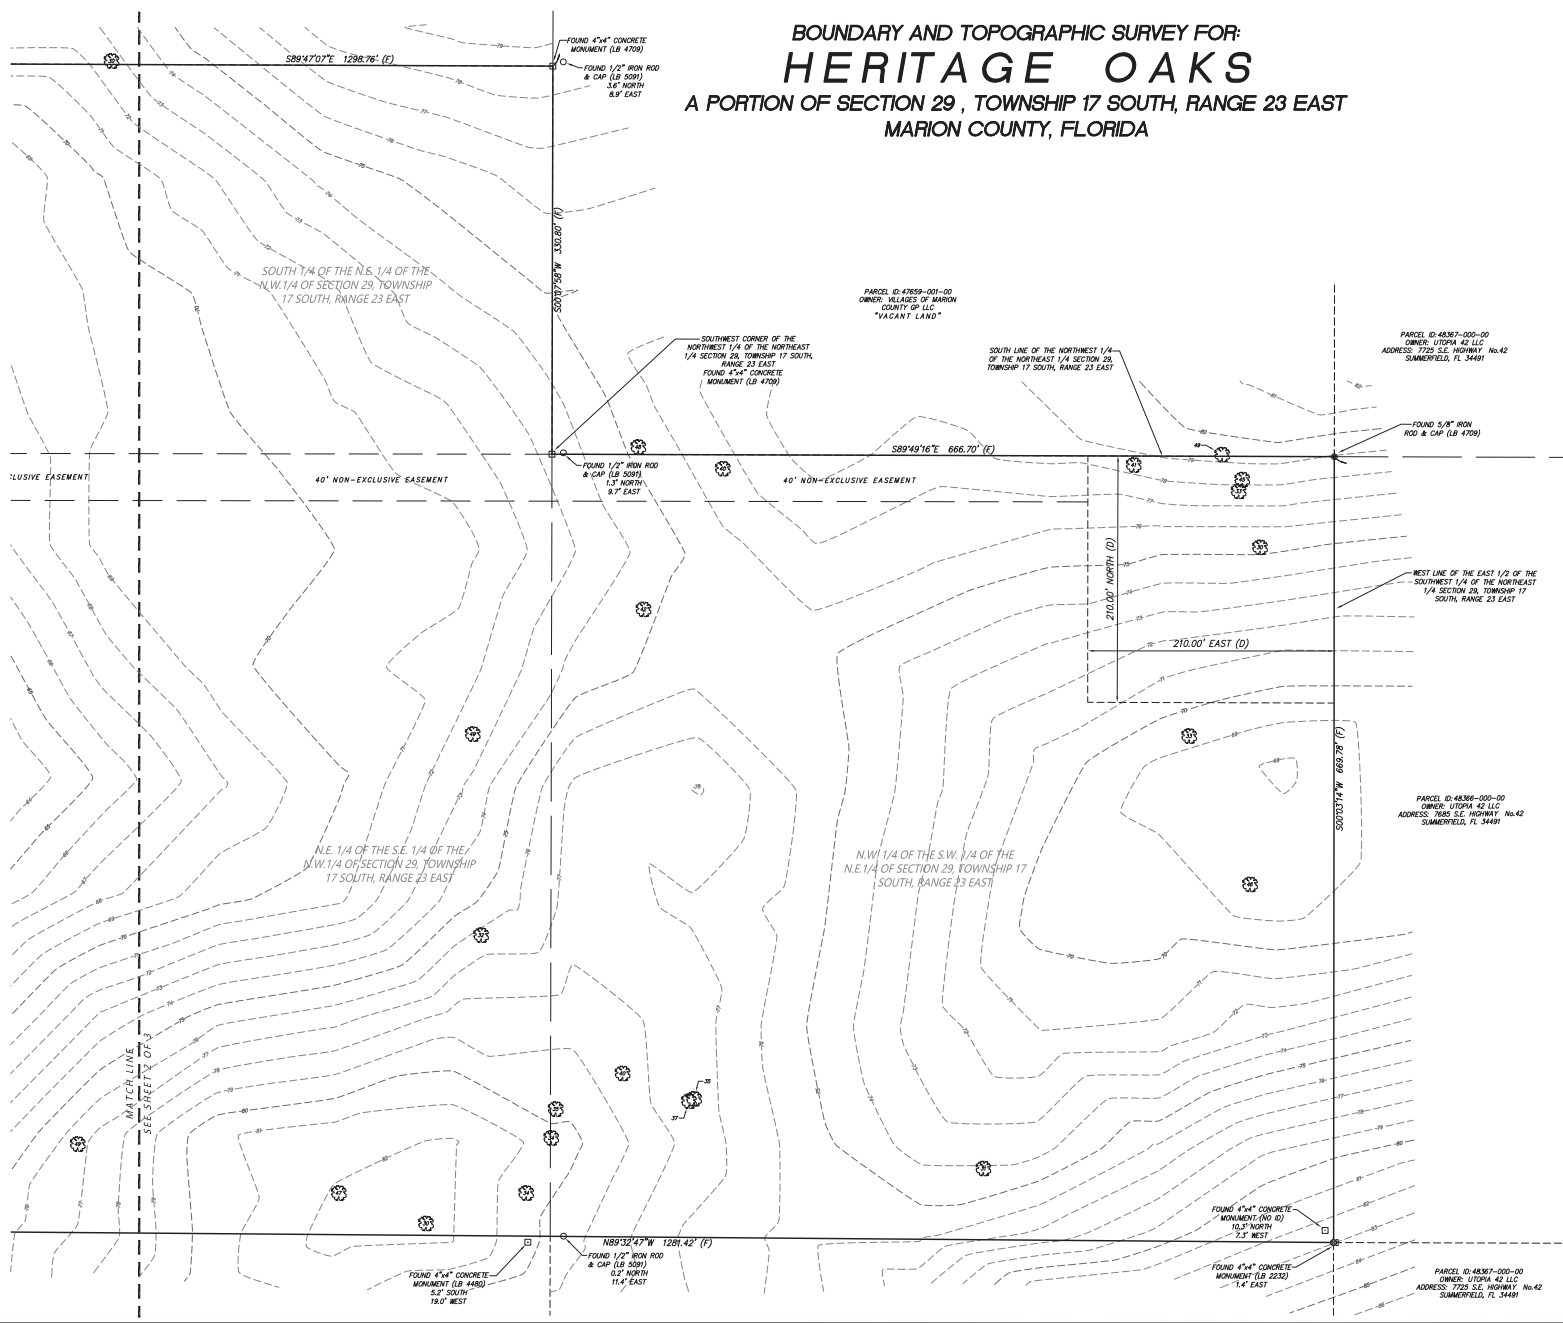 BOUNDARY AND TOPOGRAPHIC SURVEY FOR:
HERITAGE OAKS
A PORTION OF SECTION 29 , TOWNSHIP 17 SOUTH, RANGE 23 EAST
MARION COUNTY, FLORIDA
S89°47'07"E 1298.76' (F)
FOUND 4"x4" CONCRETE
MONUMENT (LB 4709)
FOUND 1/2" IRON ROD
& CAP (LB 5091)
3.6' NORTH
8.9' EAST
S00°07'58"W 330.80' (F)
SOUTH 1/4 OF THE N.E. 1/4 OF THE
N.W.1/4 OF SECTION 29, TOWNSHIP
17 SOUTH, RANGE 23 EAST
PARCEL ID: 47659-001-00
OWNER: VILLAGES OF MARION
COUNTY GP LLC
"VACANT LAND"
SOUTHWEST CORNER OF THE
NORTHWEST 1/4 OF THE NORTHEAST
1/4 SECTION 29, TOWNSHIP 17 SOUTH,
RANGE 23 EAST
FOUND 4"x4" CONCRETE
MONUMENT (LB 4709)
SOUTH LINE OF THE NORTHWEST 1/4
OF THE NORTHEAST 1/4 SECTION 29,
TOWNSHIP 17 SOUTH, RANGE 23 EAST
PARCEL ID: 48367-000-00
OWNER: UTOPIA 42 LLC
ADDRESS: 7725 S.E. HIGHWAY No.42
SUMMERFIELD, FL 34491
FOUND 5/8" IRON
ROD & CAP (LB 4709)
S89°49'16"E 666.70' (F)
49
FOUND 1/2" IRON ROD
& CAP (LB 5091)
1.3' NORTH
9.7' EAST
CLUSIVE EASEMENT
40' NON-EXCLUSIVE EASEMENT
40' NON-EXCLUSIVE EASEMENT
210.00' NORTH (D)
210.00' EAST (D)
WEST LINE OF THE EAST 1/2 OF THE
SOUTHWEST 1/4 OF THE NORTHEAST
1/4 SECTION 29, TOWNSHIP 17
SOUTH, RANGE 23 EAST
S00°03'14"W 669.78' (F)
PARCEL ID: 48366-000-00
OWNER: UTOPIA 42 LLC
ADDRESS: 7685 S.E. HIGHWAY No.42
SUMMERFIELD, FL 34491
N.E. 1/4 OF THE S.E. 1/4 OF THE
N.W.1/4 OF SECTION 29, TOWNSHIP
17 SOUTH, RANGE 23 EAST
N.W. 1/4 OF THE S.W. 1/4 OF THE
N.E.1/4 OF SECTION 29, TOWNSHIP 17
SOUTH, RANGE 23 EAST
MATCH LINE
SEE SHEET 2 OF 3
35
37
FOUND 4"x4" CONCRETE
MONUMENT (NO ID)
10.3' NORTH
7.3' WEST
N89°32'47"W 1281.42' (F)
FOUND 1/2" IRON ROD
& CAP (LB 5091)
0.2' NORTH
11.4' EAST
FOUND 4"x4" CONCRETE
MONUMENT (LB 4480)
5.2' SOUTH
19.0' WEST
FOUND 4"x4" CONCRETE
MONUMENT (LB 2232)
1.4' EAST
PARCEL ID: 48367-000-00
OWNER: UTOPIA 42 LLC
ADDRESS: 7725 S.E. HIGHWAY No.42
SUMMERFIELD, FL 34491